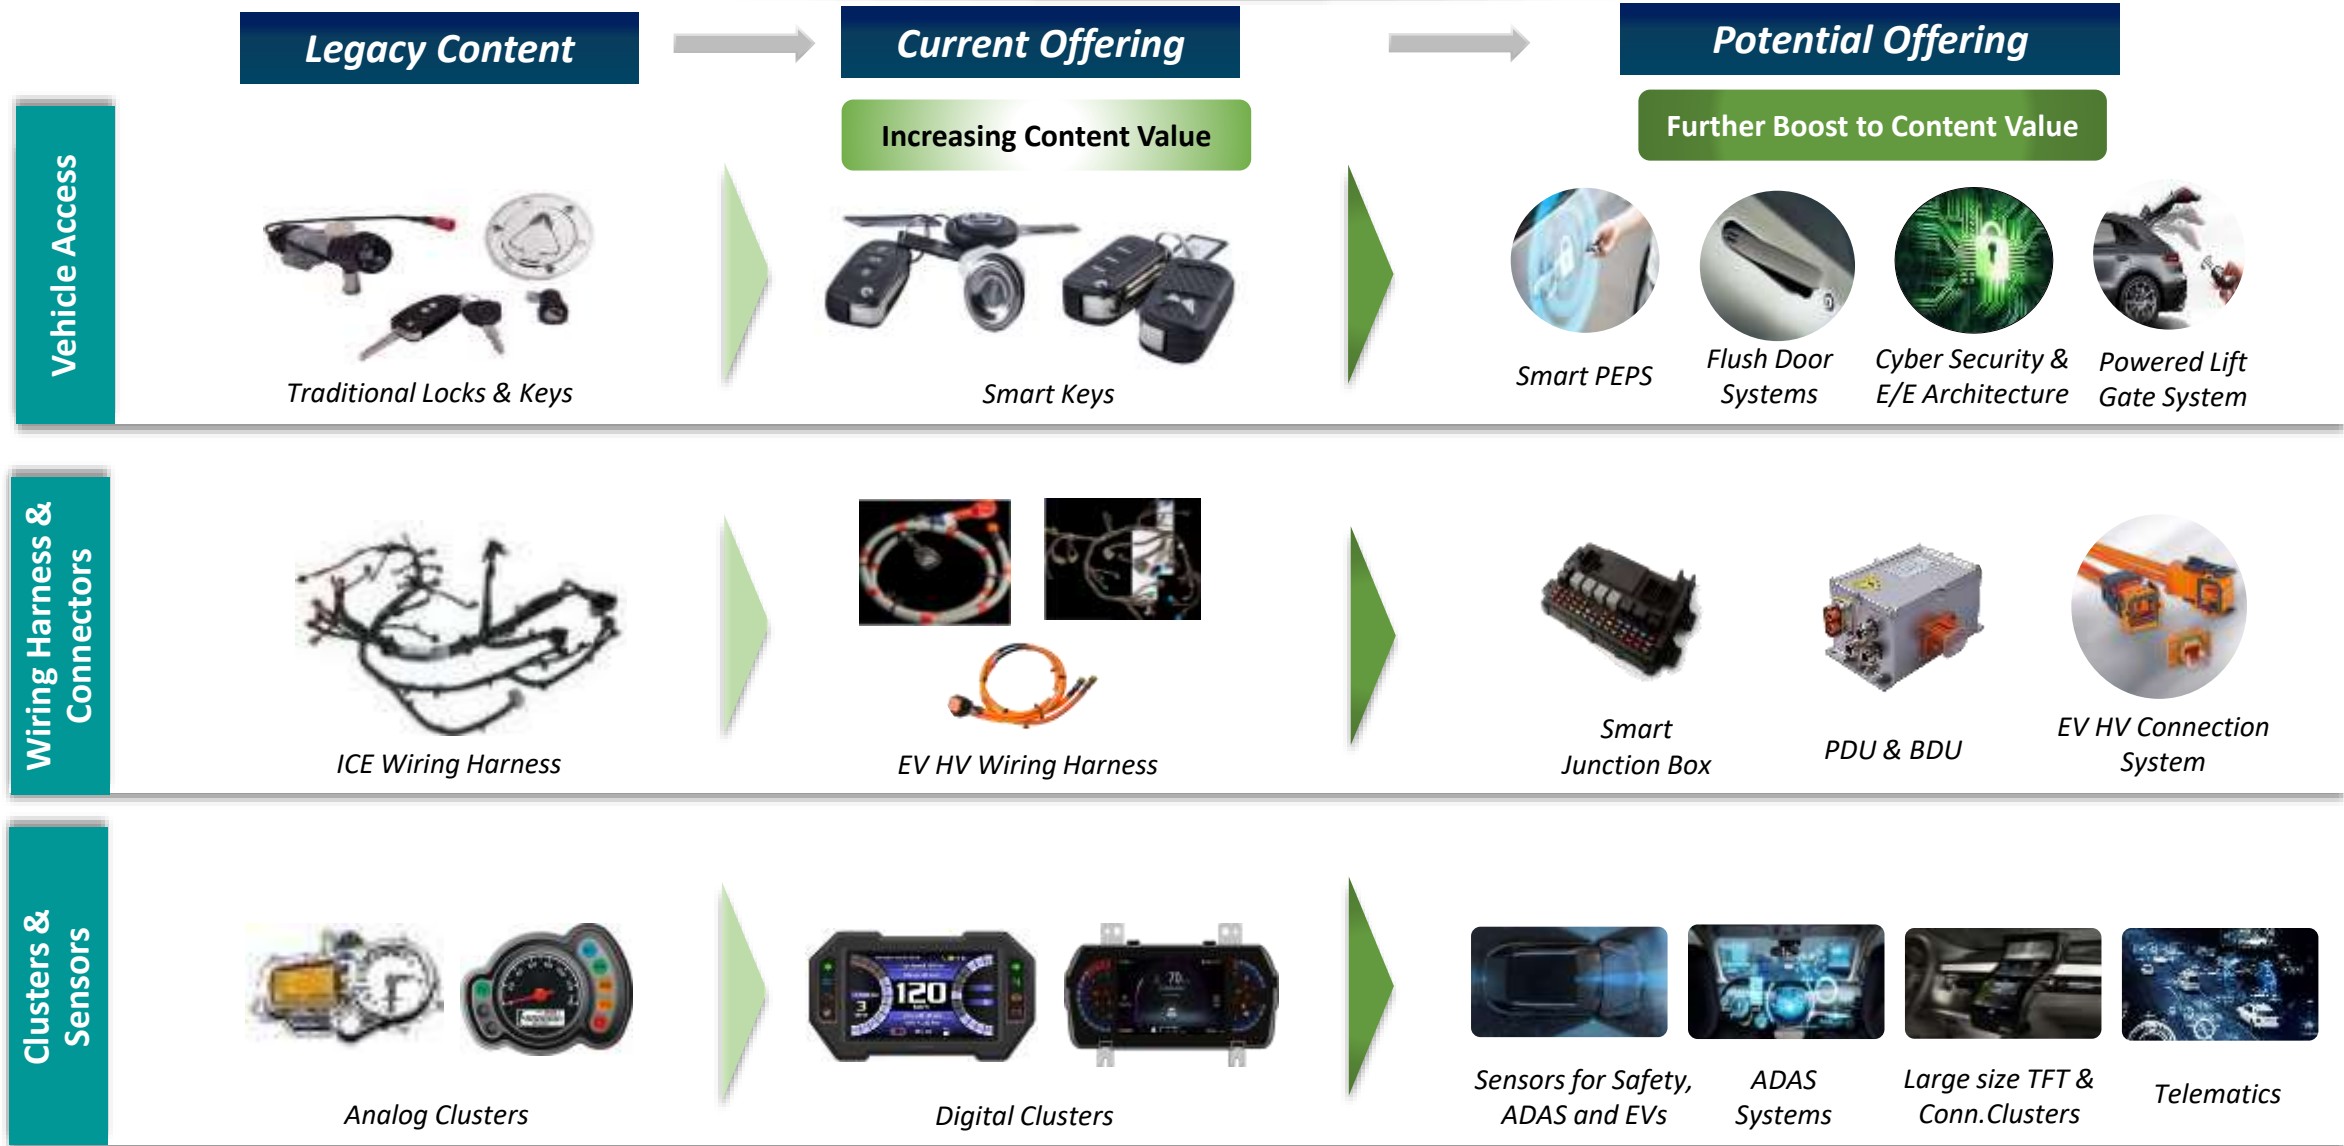 Legacy Content
Current Offering
Potential Offering
Increasing Content Value
Further Boost to Content Value
Vehicle Access
Traditional Locks & Keys
Smart Keys
Smart PEPS
Flush Door
Systems
Cyber Security &
E/E Architecture
Powered Lift
Gate System
Wiring Harness &
Connectors
ICE Wiring Harness
EV HV Wiring Harness
Smart
Junction Box
PDU & BDU
EV HV Connection
System
Clusters &
Sensors
120
3
70
Analog Clusters
Digital Clusters
Sensors for Safety,
ADAS and EVs
ADAS
Systems
Large size TFT &
Conn.Clusters
Telematics